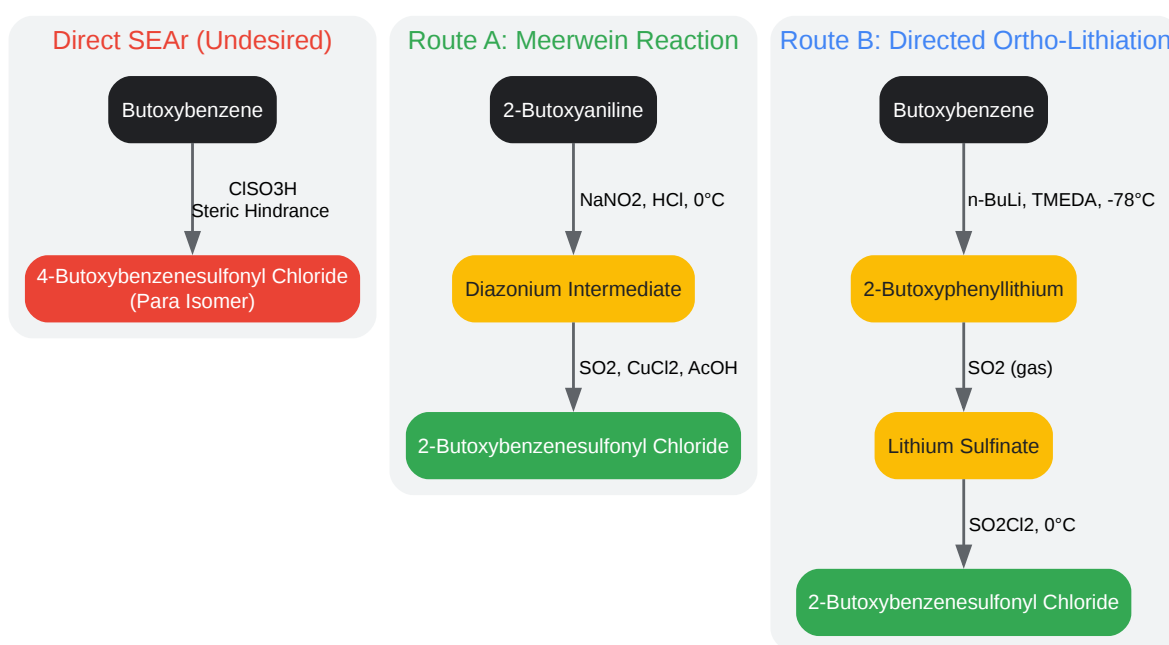 Direct SEAr (Undesired)
Butoxybenzene
ClSO3H
Steric Hindrance
4-Butoxybenzenesulfonyl Chloride
(Para Isomer)
Route A: Meerwein Reaction
2-Butoxyaniline
NaNO2, HCl, 0°C
Diazonium Intermediate
SO2, CuCl2, AcOH
2-Butoxybenzenesulfonyl Chloride
Route B: Directed Ortho-Lithiation
Butoxybenzene
n-BuLi, TMEDA, -78°C
2-Butoxyphenyllithium
SO2 (gas)
Lithium Sulfinate
SO2Cl2, 0°C
2-Butoxybenzenesulfonyl Chloride